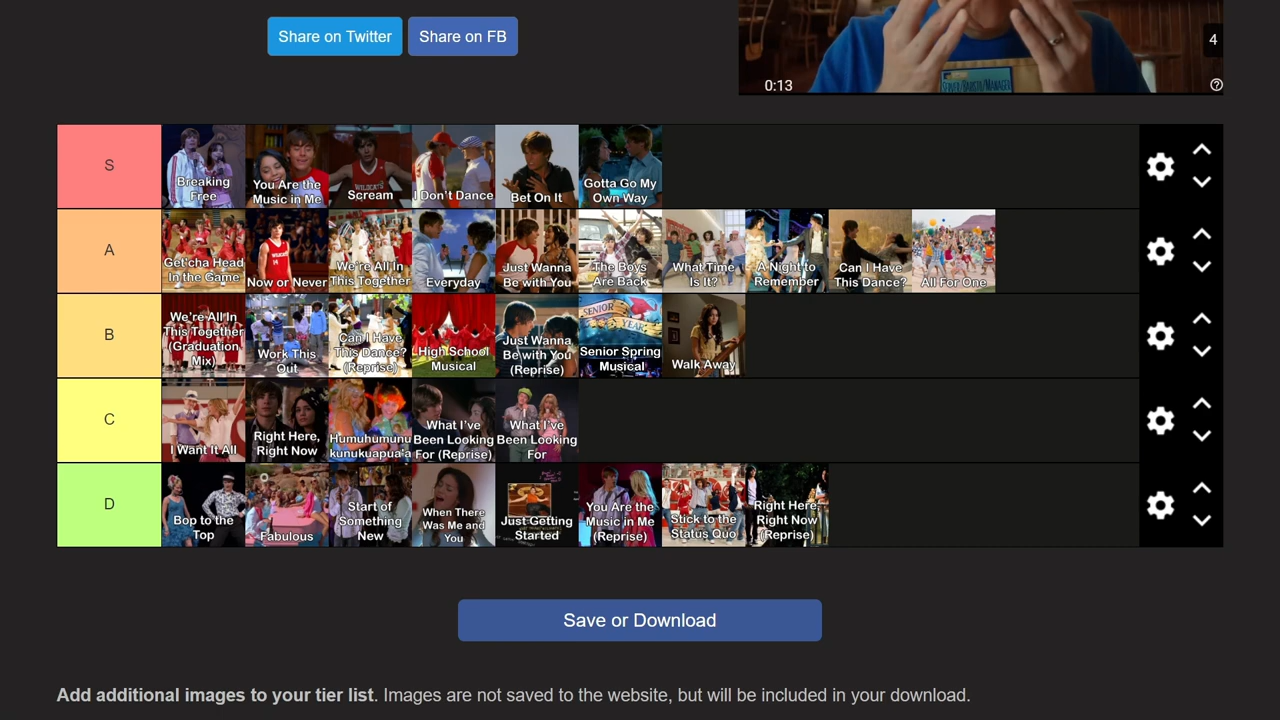 Share on Twitter
Share on FB
4
0:13
SERVER/BARISTA/MANAGER
S
Breaking
Free
You Are the
Music in Me
Scream
I Don't Dance
Bet On It
Gotta Go My
Own Way
A
Get'cha Head
In the Game
Now or Never
We're All In
This Together
Everyday
Just Wanna
Be with You
The Boys
Are Back
What Time
Is It?
A Night to
Remember
Can I Have
This Dance?
All For One
B
We're All In
This Together
(Graduation
Mix)
Work This
Out
Can I Have
This Dance?
(Reprise)
High School
Musical
Just Wanna
Be with You
(Reprise)
SENIOR
YEAR
Senior Spring
Musical
Walk Away
C
I Want It All
Right Here,
Right Now
Humuhumunu
kunukuapua'a
What I've
Been Looking
For (Reprise)
What I've
Been Looking
For
D
Bop to the
Top
Fabulous
Start of
Something
New
When There
Was Me and
You
Just Getting
Started
You Are the
Music in Me
(Reprise)
Stick to the
Status Quo
Right Here,
Right Now
(Reprise)
Save or Download
Add additional images to your tier list. Images are not saved to the website, but will be included in your download.